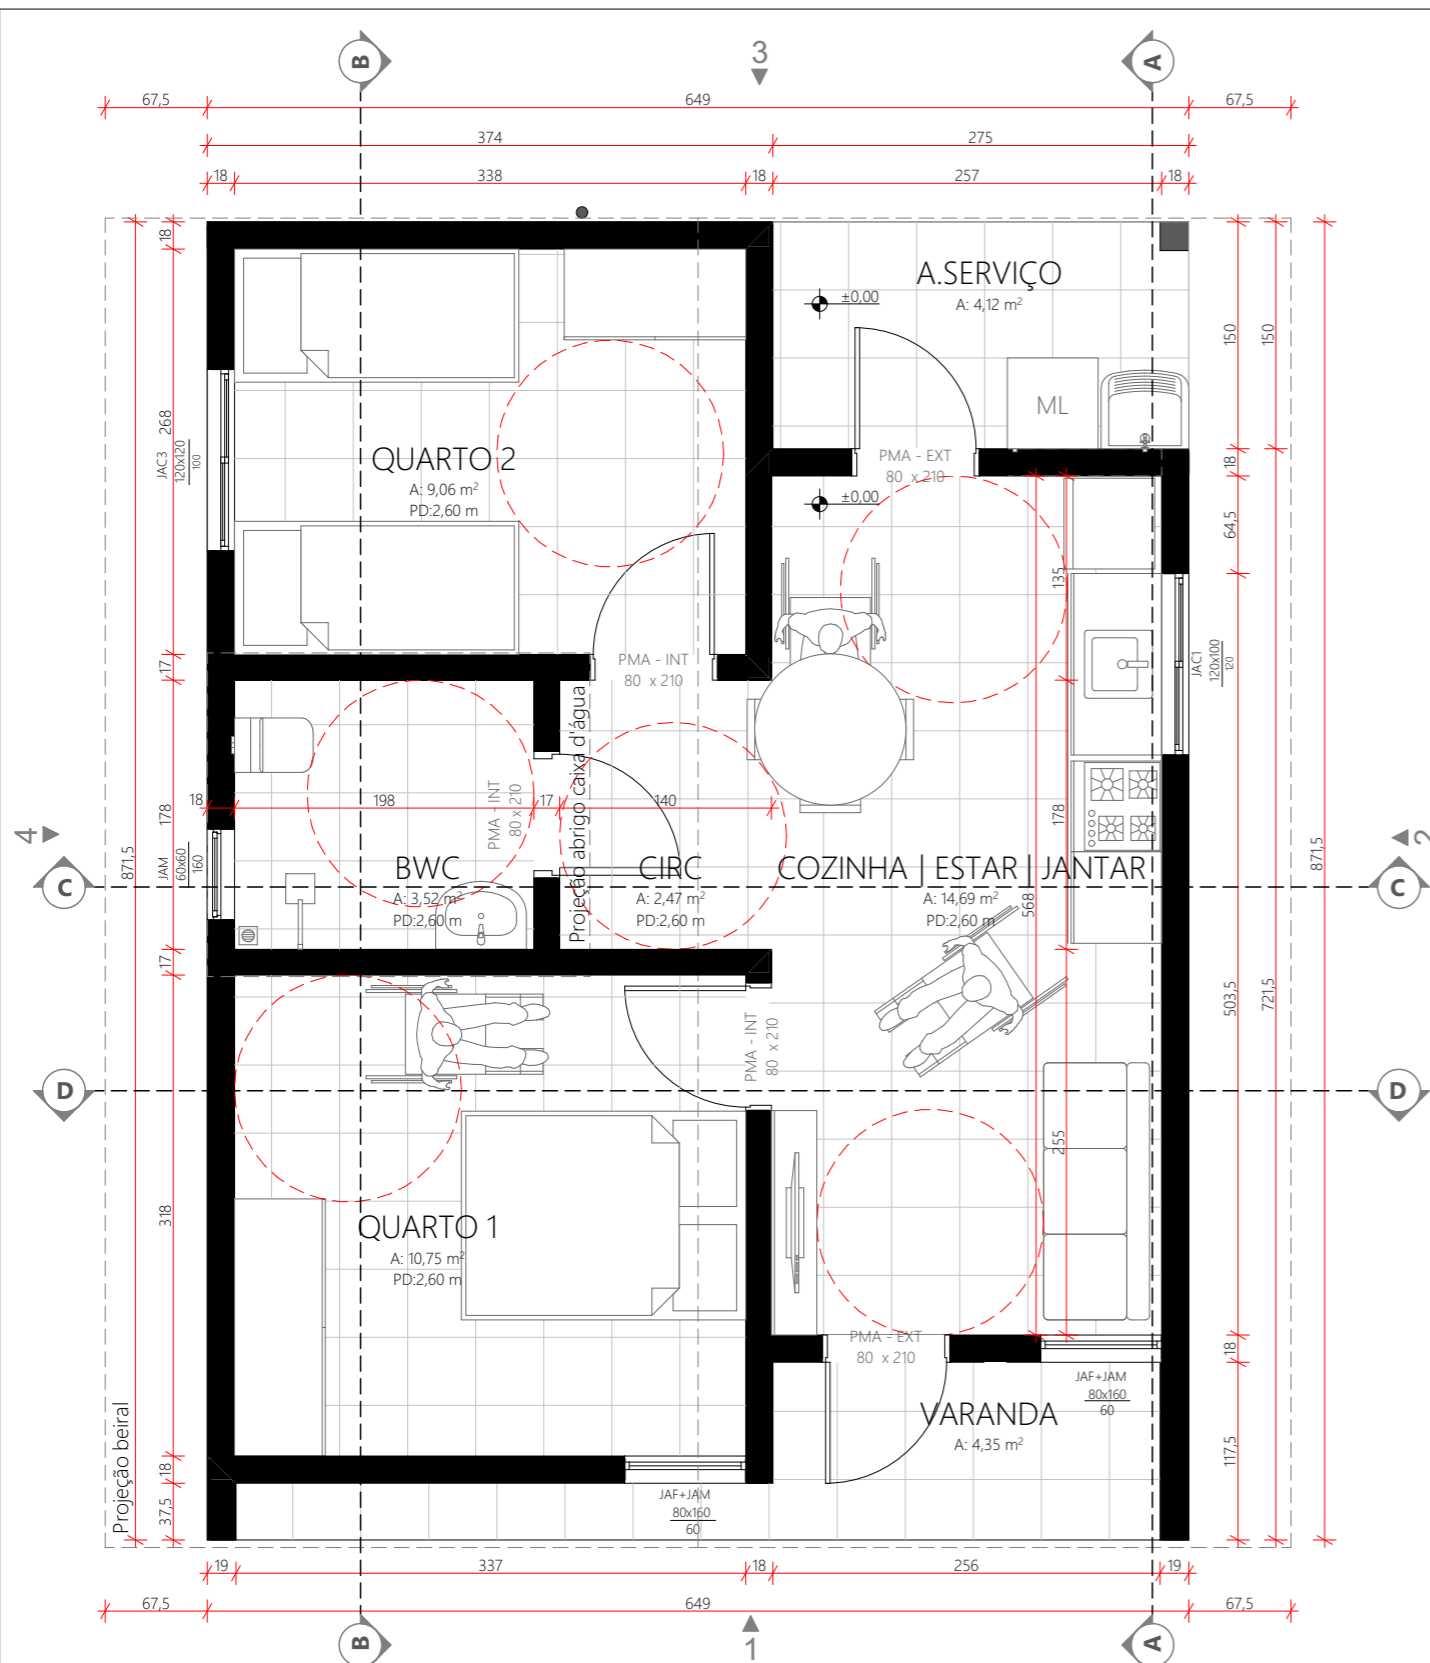 B
3
A
67,5
649
67,5
374
275
18
338
18
257
18
A.SERVIÇO
A: 4,12 m²
±0,00
ML
PMA - EXT
80 x 210
±0,00
18
268
JAC3
120x120
100
QUARTO 2
A: 9,06 m²
PD:2,60 m
150
150
18
64,5
135
PMA - INT
80 x 210
JAC1
120x100
120
17
178
Projeção abrigo caixa d'água
PMA - INT
80 x 210
18
198
17
140
178
4
871,5
JAM
60x60
160
BWC
A: 3,52 m²
PD:2,60 m
CIRC
A: 2,47 m²
PD:2,60 m
COZINHA | ESTAR | JANTAR
A: 14,69 m²
PD:2,60 m
568
871,5
2
C
C
17
PMA - INT
80 x 210
503,5
721,5
D
D
255
318
QUARTO 1
A: 10,75 m²
PD:2,60 m
PMA - EXT
80 x 210
18
JAF+JAM
80x160
60
VARANDA
A: 4,35 m²
117,5
Projeção beiral
18
37,5
JAF+JAM
80x160
60
19
337
18
256
19
67,5
649
67,5
B
1
A